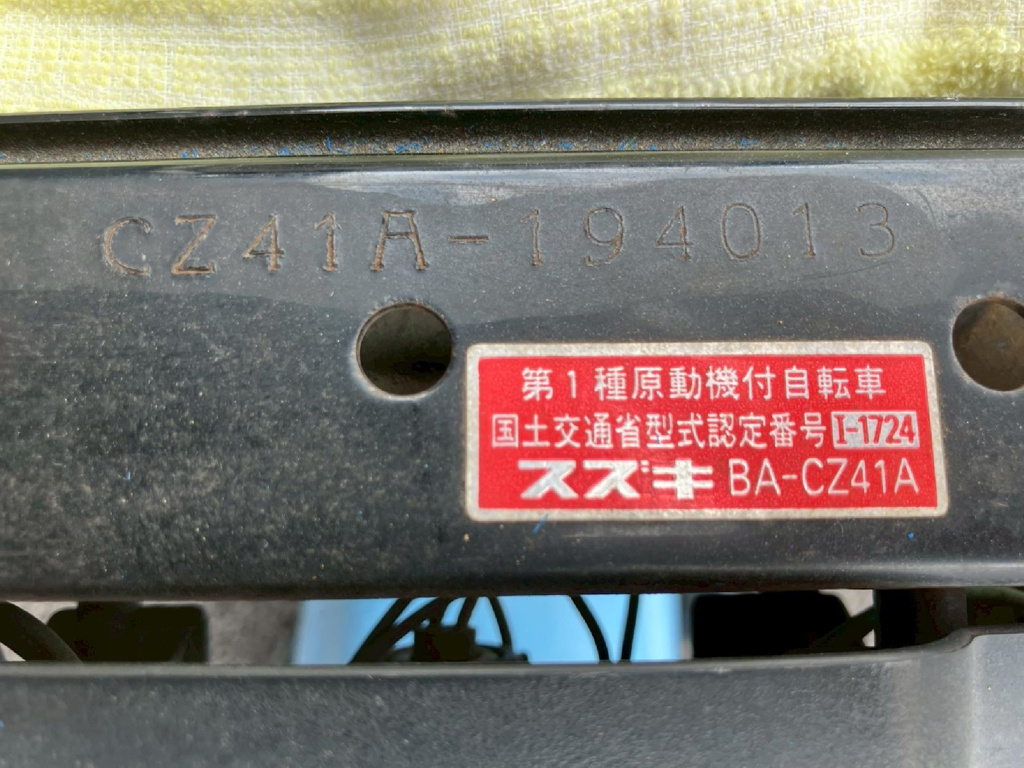 CZ41A-194013
第1種原動機付自転車
国土交通省型式認定番号 I-1724
スズキ BA-CZ41A